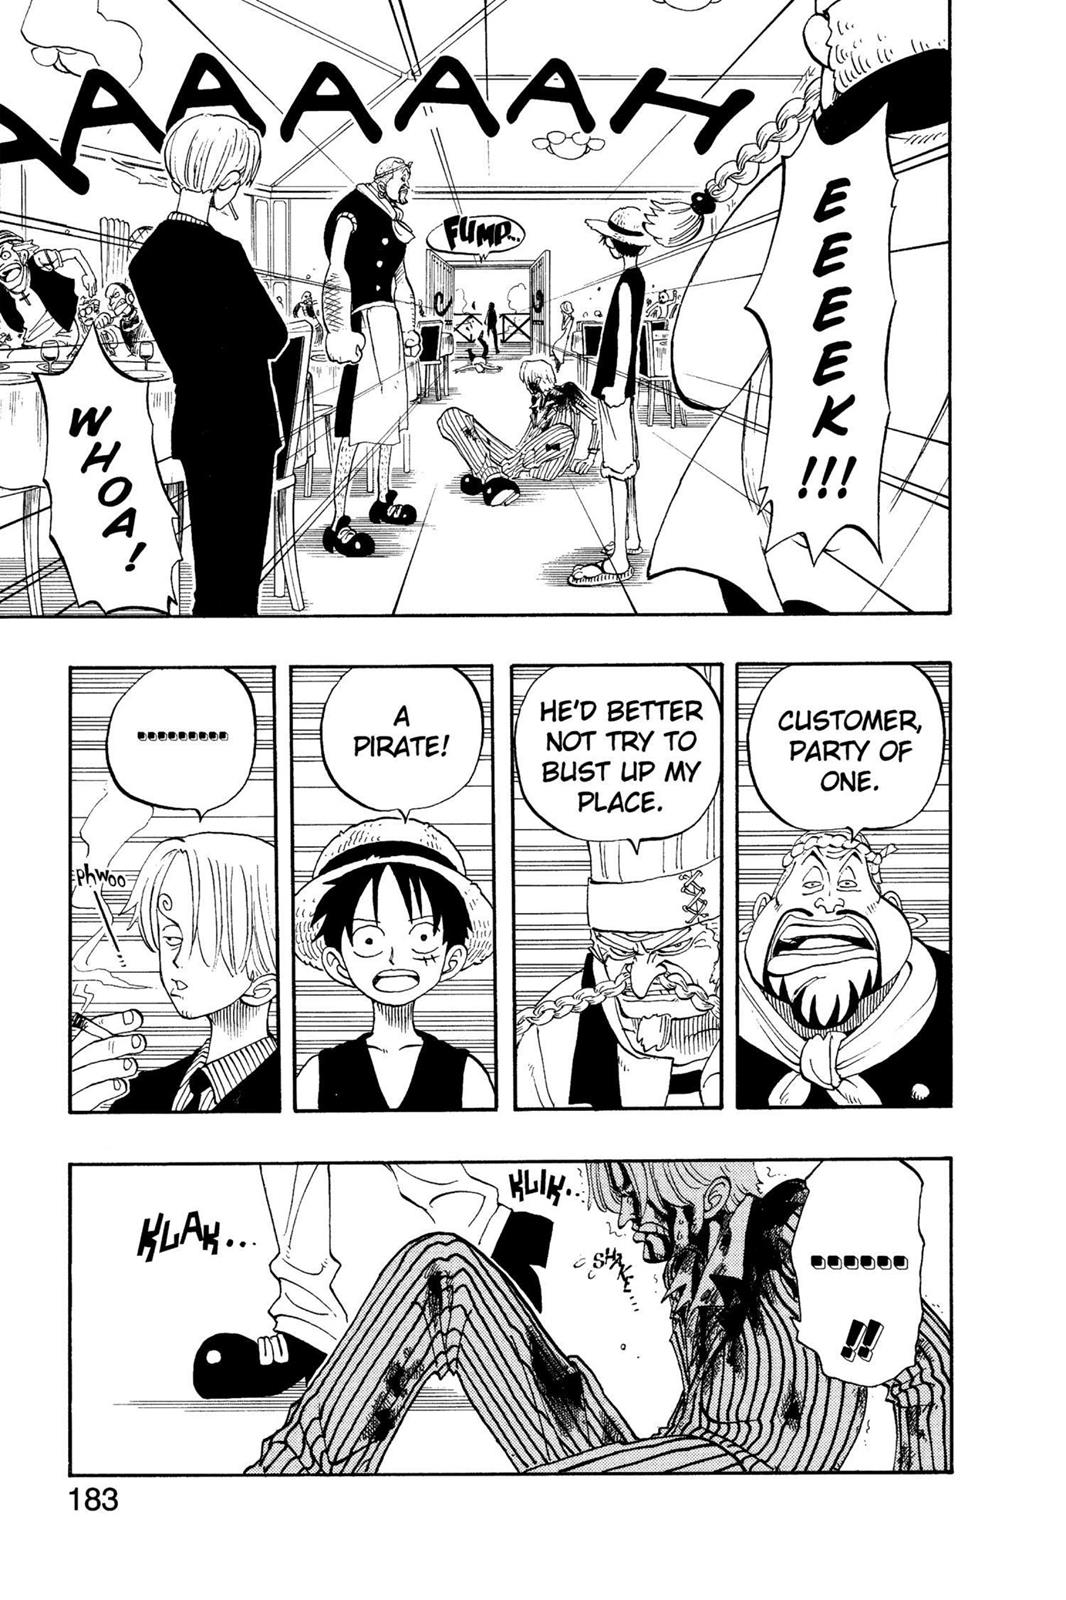 AAAAAAAH
EEEEEK!!!
FUMP...
WHOA!
CUSTOMER,
PARTY OF
ONE.
HE'D BETTER
NOT TRY TO
BUST UP MY
PLACE.
A
PIRATE!
.........
phwoo
......
!!
KLIK...
SHAKE
KLAK...
183